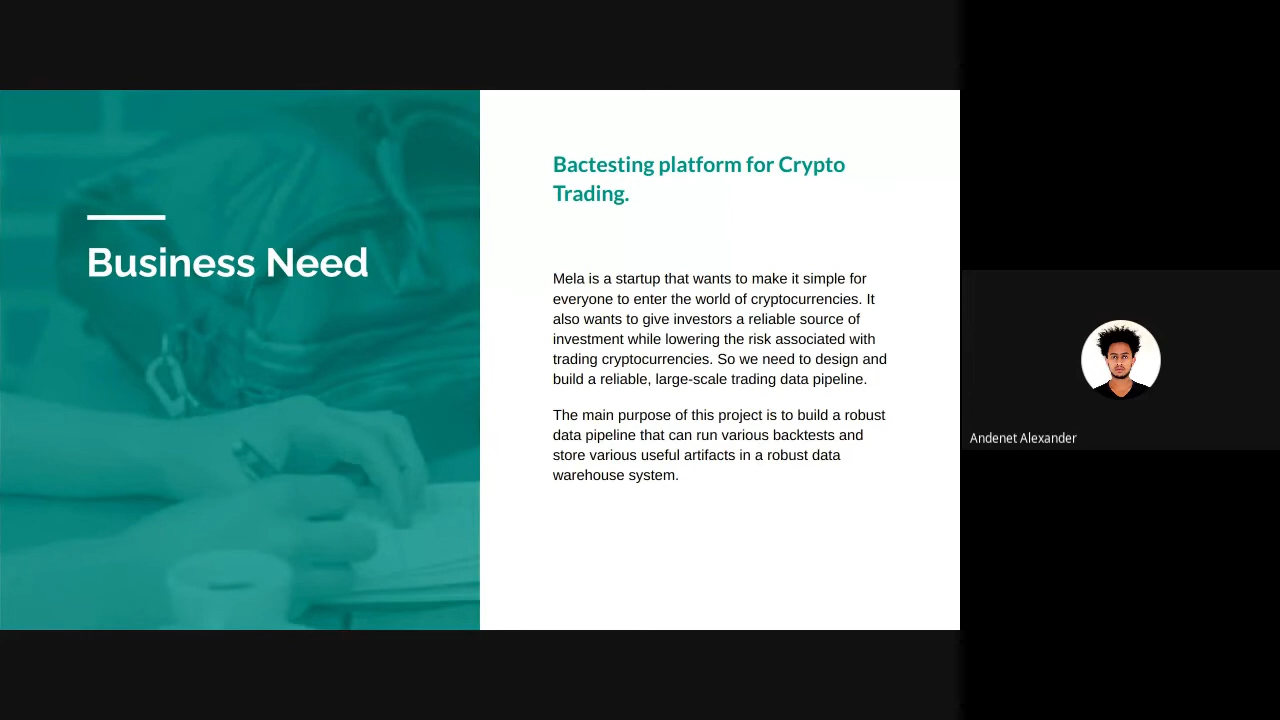 Business Need
Bactesting platform for Crypto
Trading.
Mela is a startup that wants to make it simple for
everyone to enter the world of cryptocurrencies. It
also wants to give investors a reliable source of
investment while lowering the risk associated with
trading cryptocurrencies. So we need to design and
build a reliable, large-scale trading data pipeline.
The main purpose of this project is to build a robust
data pipeline that can run various backtests and
store various useful artifacts in a robust data
warehouse system.
Andenet Alexander